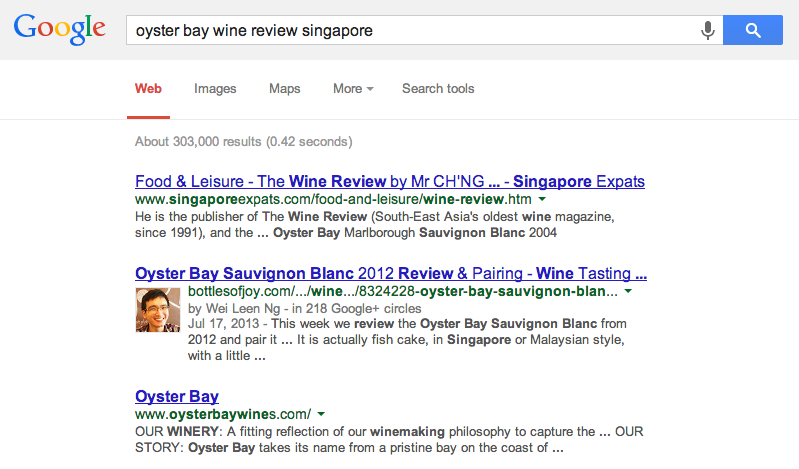 Google
oyster bay wine review singapore
Web Images Maps More Search tools
About 303,000 results (0.42 seconds)
Food & Leisure - The Wine Review by Mr CH'NG ... - Singapore Expats
www.singaporeexpats.com/food-and-leisure/wine-review.htm
He is the publisher of The Wine Review (South-East Asia's oldest wine magazine,
since 1991), and the ... Oyster Bay Marlborough Sauvignon Blanc 2004
Oyster Bay Sauvignon Blanc 2012 Review & Pairing - Wine Tasting ...
bottlesofjoy.com/.../wine.../8324228-oyster-bay-sauvignon-blan...
by Wei Leen Ng - in 218 Google+ circles
Jul 17, 2013 - This week we review the Oyster Bay Sauvignon Blanc from
2012 and pair it ... It is actually fish cake, in Singapore or Malaysian style,
with a little ...
Oyster Bay
www.oysterbaywines.com/
OUR WINERY: A fitting reflection of our winemaking philosophy to capture the ... OUR
STORY: Oyster Bay takes its name from a pristine bay on the coast of ...